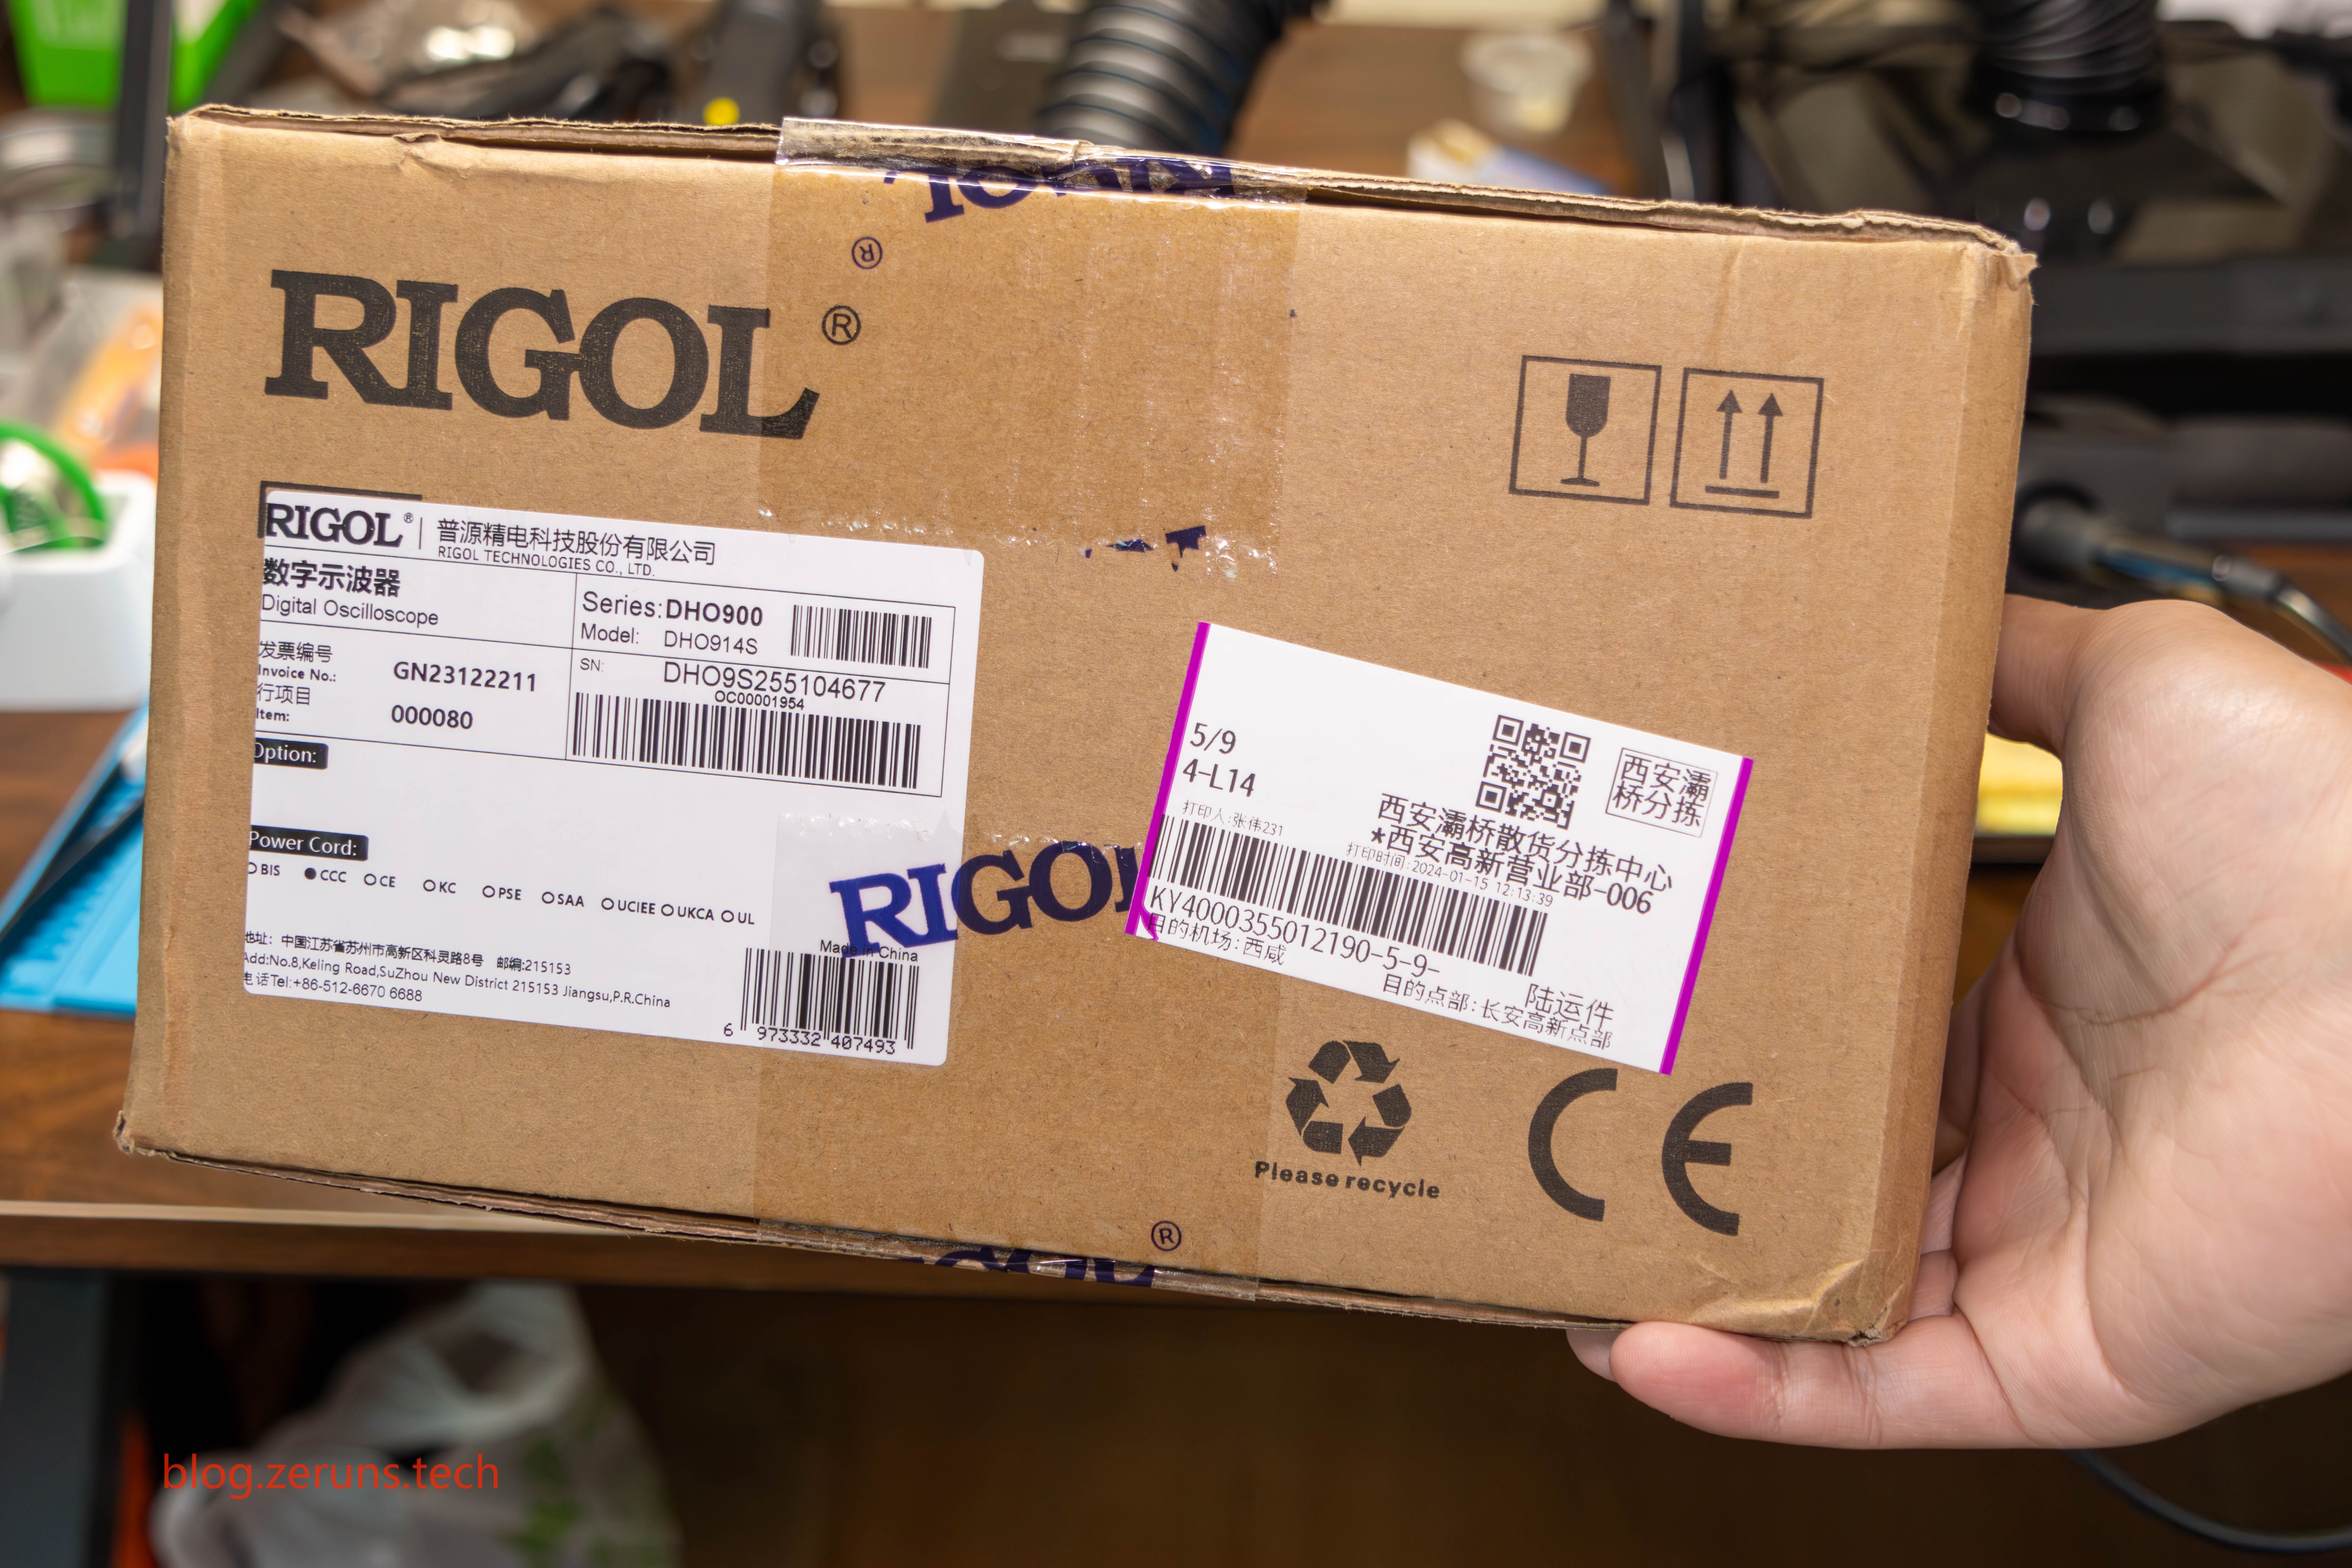 RIGOL®
RIGOL® 普源精电科技股份有限公司
RIGOL TECHNOLOGIES CO., LTD.
数字示波器
Digital Oscilloscope
Series: DHO900
Model: DHO914S
发票编号
Invoice No.: GN23122211
行项目
Item: 000080
SN: DHO9S255104677
OC00001954
Option:
Power Cord:
BIS CCC CE KC PSE SAA UCIEE UKCA UL
地址：中国江苏省苏州市高新区科灵路8号 邮编:215153
Add:No.8,Keling Road,SuZhou New District 215153 Jiangsu,P.R.China
电话Tel:+86-512-6670 6688
Made in China
6 973332 407493
RIGOL
®
®
5/9
4-L14
西安灞
桥分拣
打印人:张伟231
西安灞桥散货分拣中心
*西安高新营业部-006
打印时间:2024-01-15 12:13:39
KY4000355012190-5-9-
目的机场:西咸
陆运件
目的点部:长安高新点部
Please recycle
CE
blog.zeruns.tech